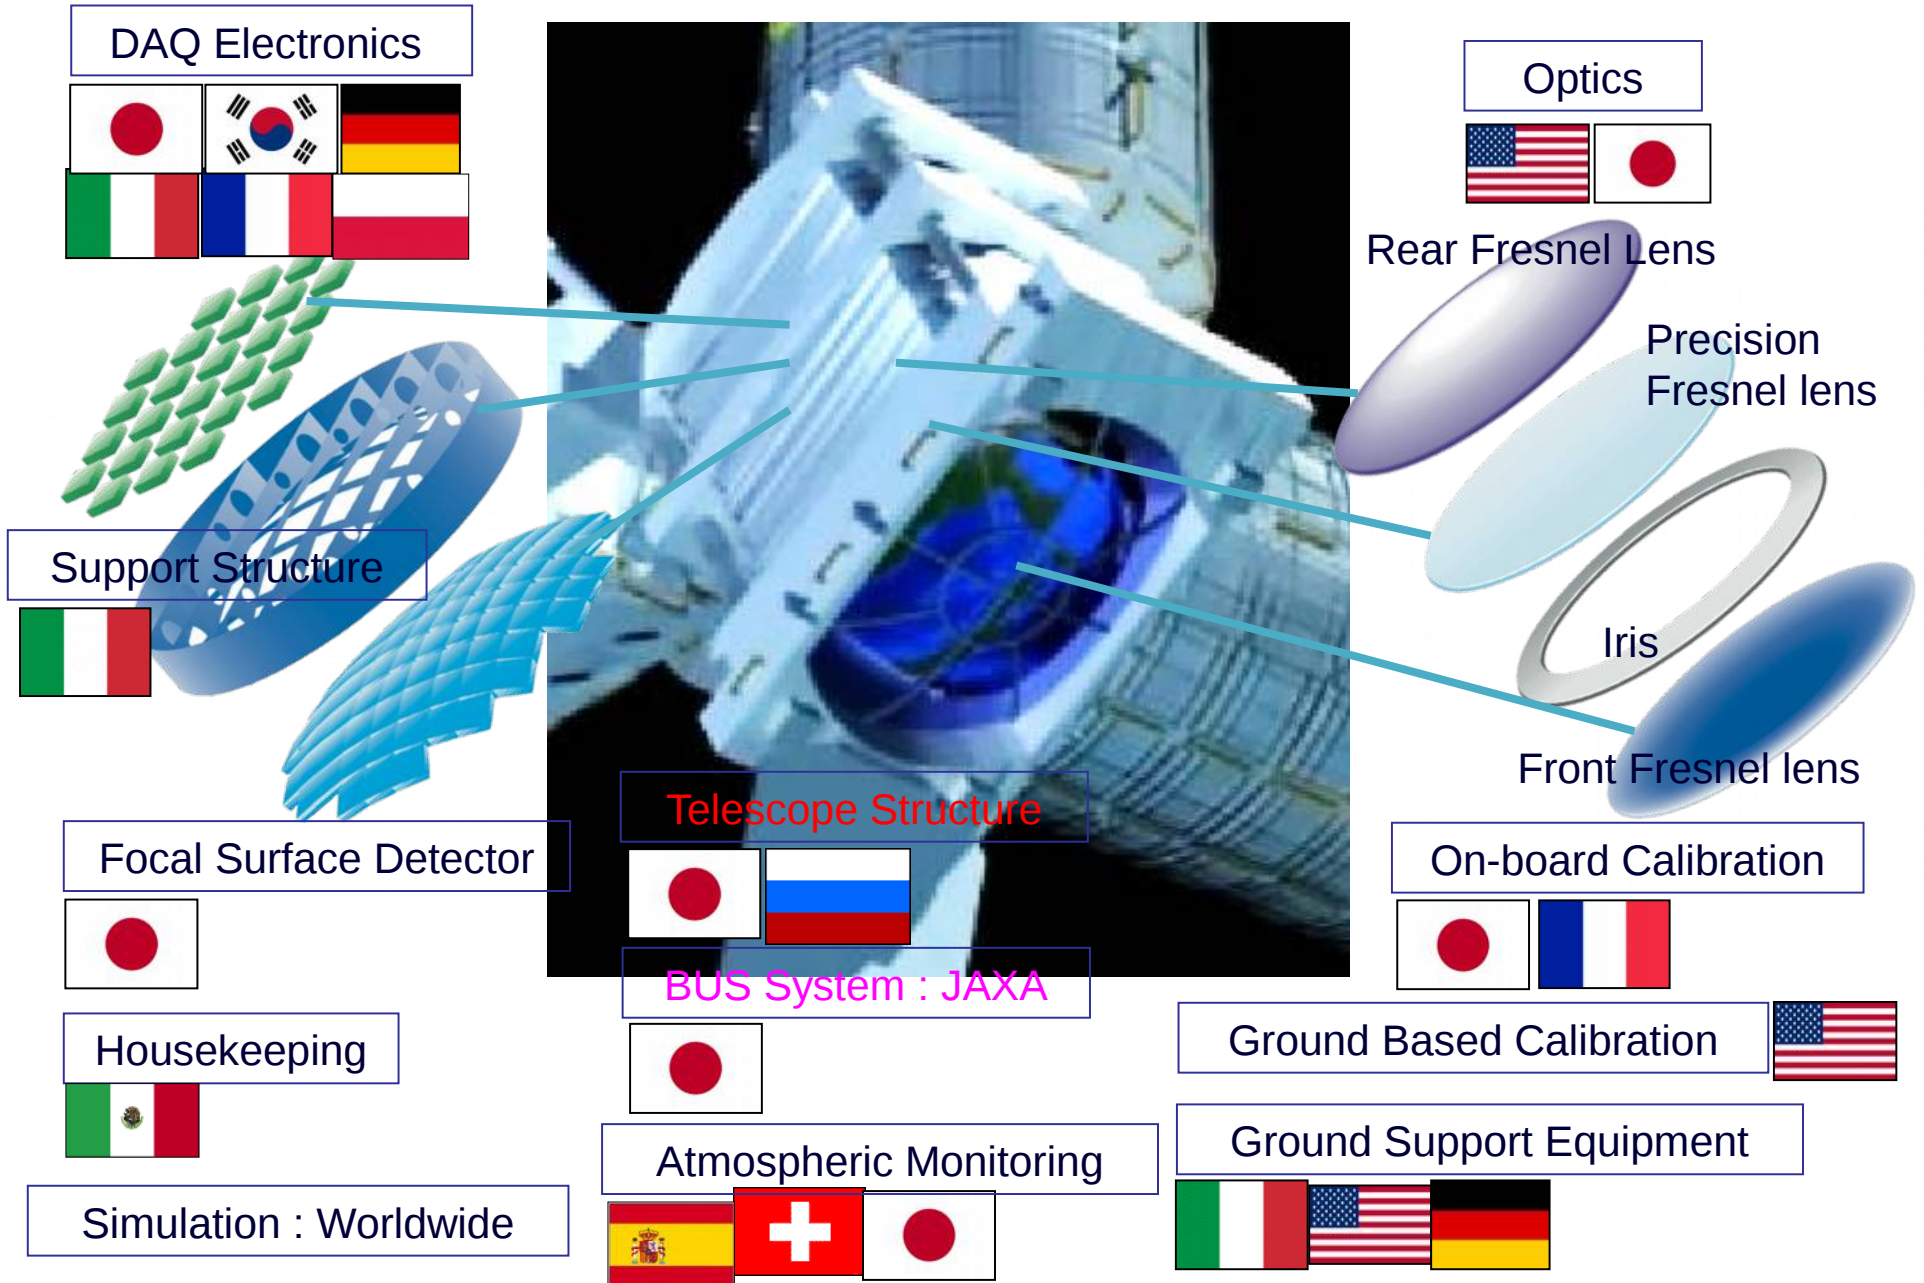 DAQ Electronics
Optics
Rear Fresnel Lens
Precision
Fresnel lens
Support Structure
Iris
Front Fresnel lens
Telescope Structure
Focal Surface Detector
On-board Calibration
BUS System : JAXA
Housekeeping
Ground Based Calibration
Atmospheric Monitoring
Ground Support Equipment
Simulation : Worldwide